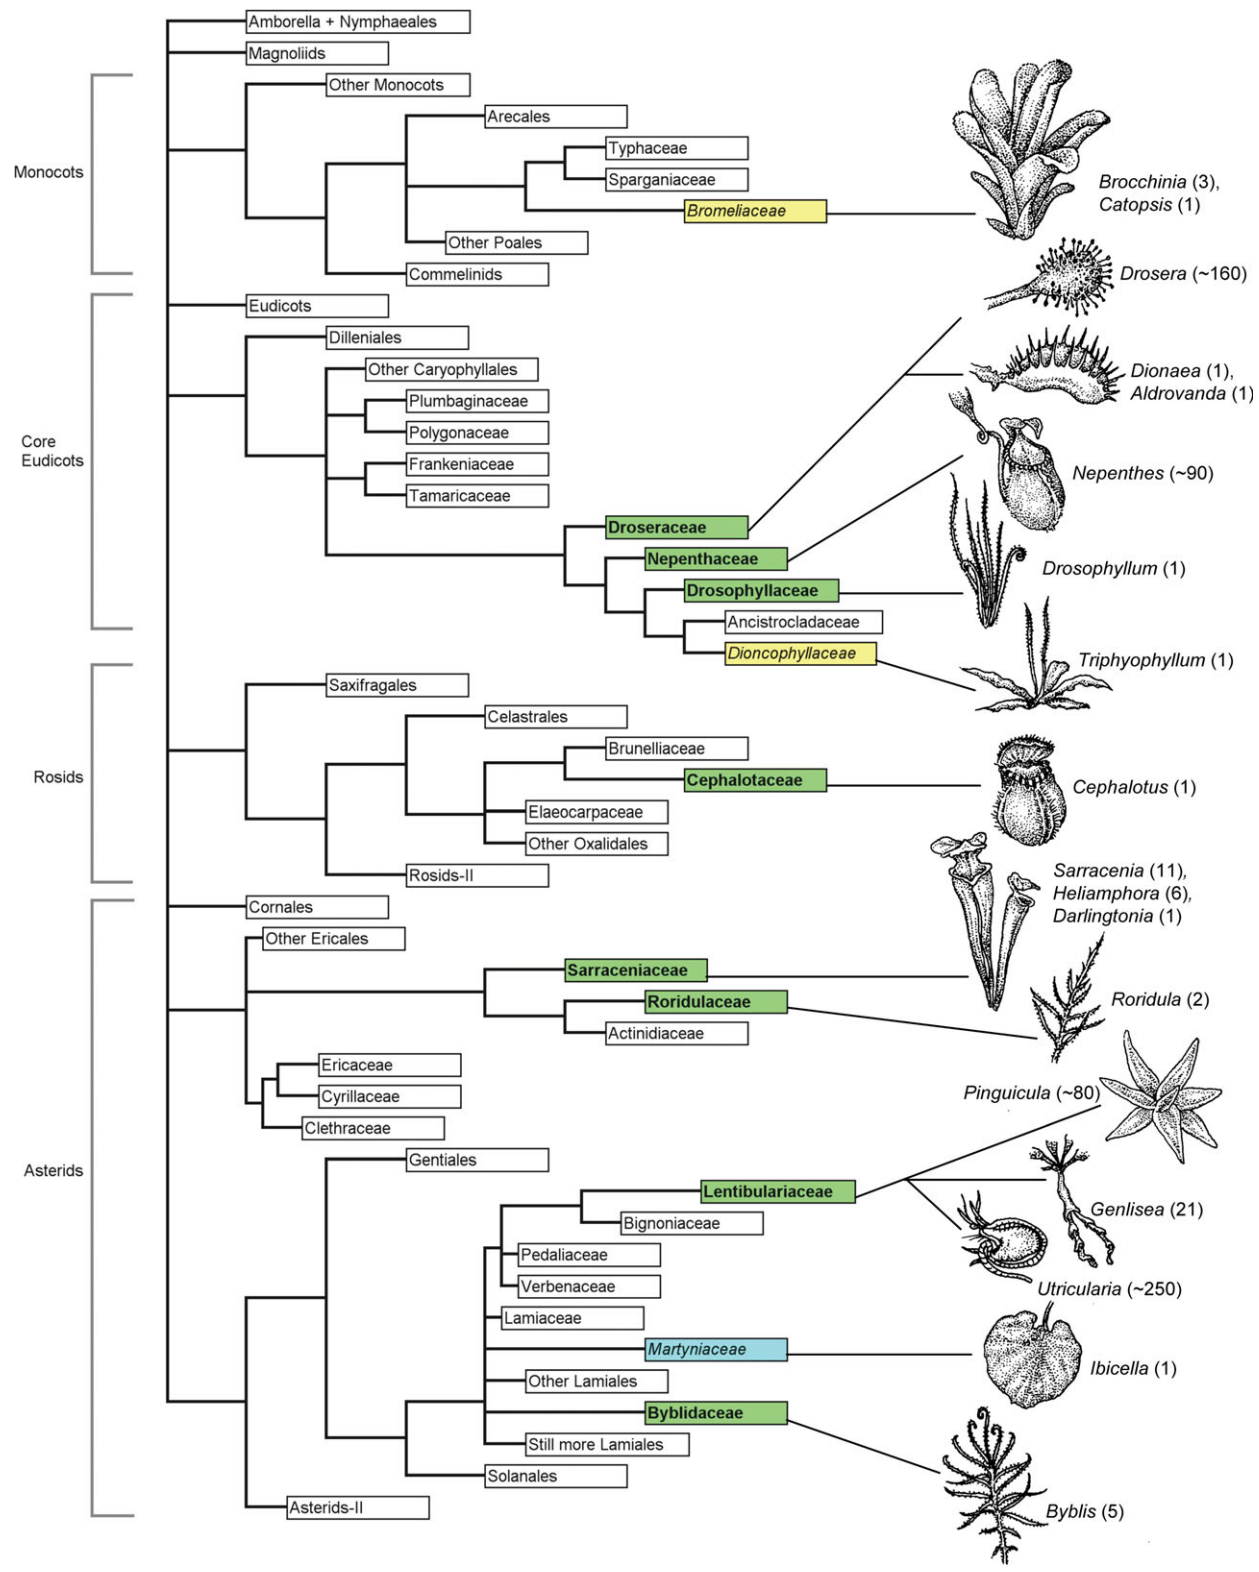 Amborella + Nymphaeales
Magnoliids
Monocots
Other Monocots
Arecales
Typhaceae
Sparganiaceae
Bromeliaceae
Brocchinia (3),
Catopsis (1)
Other Poales
Commelinids
Drosera (~160)
Core
Eudicots
Eudicots
Dilleniales
Other Caryophyllales
Dionaea (1),
Aldrovanda (1)
Plumbaginaceae
Polygonaceae
Frankeniaceae
Tamaricaceae
Nepenthes (~90)
Droseraceae
Nepenthaceae
Drosophyllum (1)
Drosophyllaceae
Ancistrocladaceae
Dioncophyllaceae
Triphyophyllum (1)
Rosids
Saxifragales
Celastrales
Brunelliaceae
Cephalotaceae
Cephalotus (1)
Elaeocarpaceae
Other Oxalidales
Rosids-II
Sarracenia (11),
Heliamphora (6),
Darlingtonia (1)
Asterids
Cornales
Other Ericales
Sarraceniaceae
Roridulaceae
Roridula (2)
Actinidiaceae
Ericaceae
Cyrillaceae
Clethraceae
Pinguicula (~80)
Gentiales
Lentibulariaceae
Genlisea (21)
Bignoniaceae
Pedaliaceae
Verbenaceae
Utricularia (~250)
Lamiaceae
Martyniaceae
Ibicella (1)
Other Lamiales
Byblidaceae
Still more Lamiales
Solanales
Asterids-II
Byblis (5)